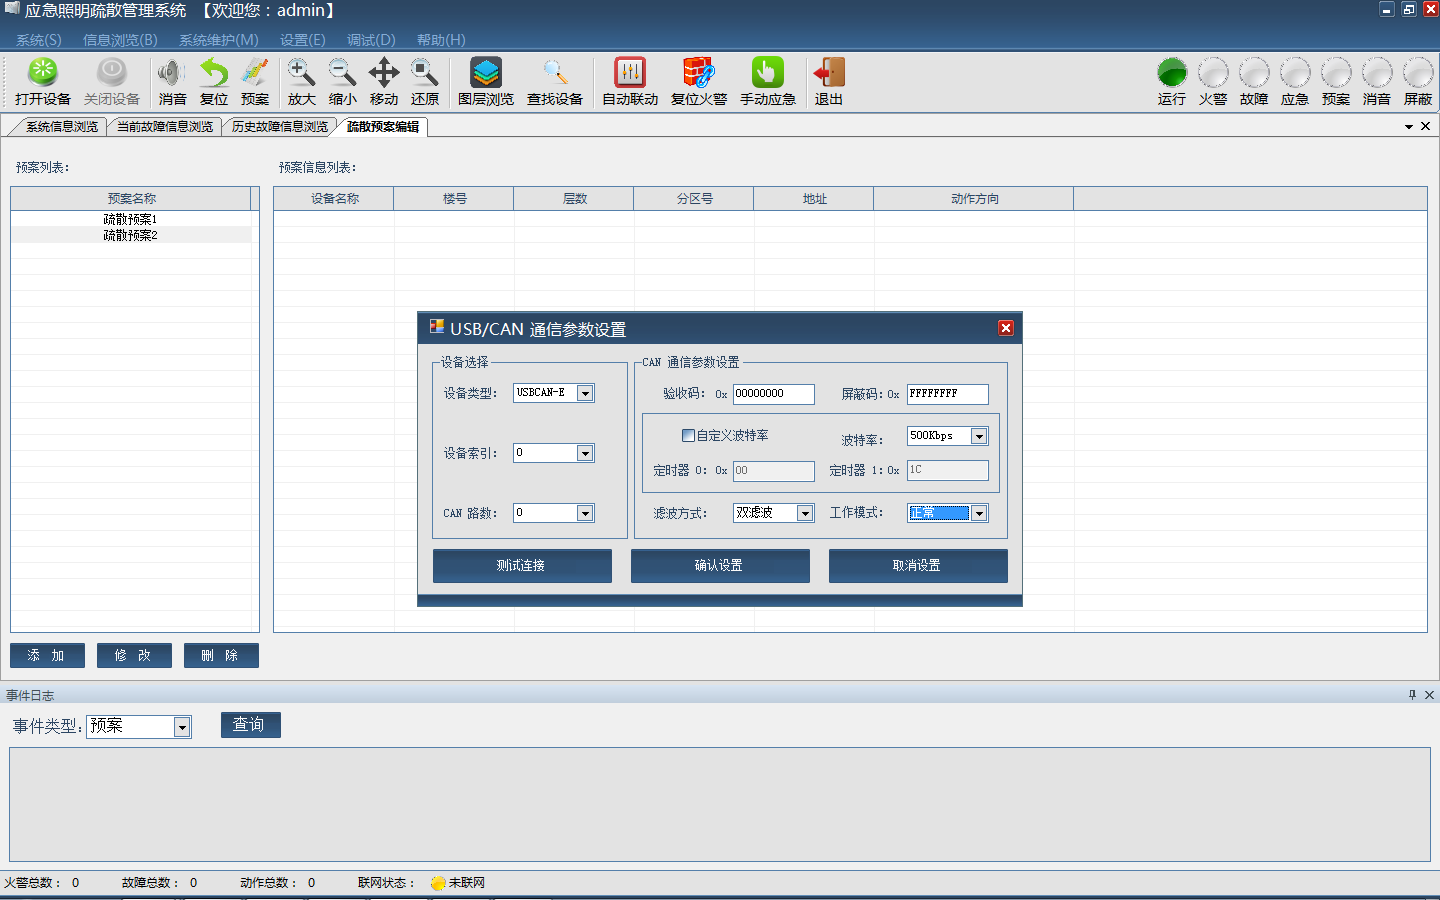 应急照明疏散管理系统 【欢迎您：admin】
系统(S) 信息浏览(B) 系统维护(M) 设置(E) 调试(D) 帮助(H)
打开设备 关闭设备 消音 复位 预案 放大 缩小 移动 还原 图层浏览 查找设备 自动联动 复位火警 手动应急 退出 运行 火警 故障 应急 预案 消音 屏蔽
系统信息浏览 当前故障信息浏览 历史故障信息浏览 疏散预案编辑
预案列表： 预案信息列表：
预案名称 设备名称 楼号 层数 分区号 地址 动作方向
疏散预案1
疏散预案2
USB/CAN 通信参数设置
设备选择 CAN 通信参数设置
设备类型： USBCAN-E 验收码： 0x 00000000 屏蔽码：0x FFFFFFFF
自定义波特率 波特率： 500Kbps
设备索引： 0 定时器 0： 0x 00 定时器 1：0x 1C
CAN 路数： 0 滤波方式： 双滤波 工作模式： 正常
测试连接 确认设置 取消设置
添 加 修 改 删 除
事件日志
事件类型： 预案 查询
火警总数： 0 故障总数： 0 动作总数： 0 联网状态： 未联网